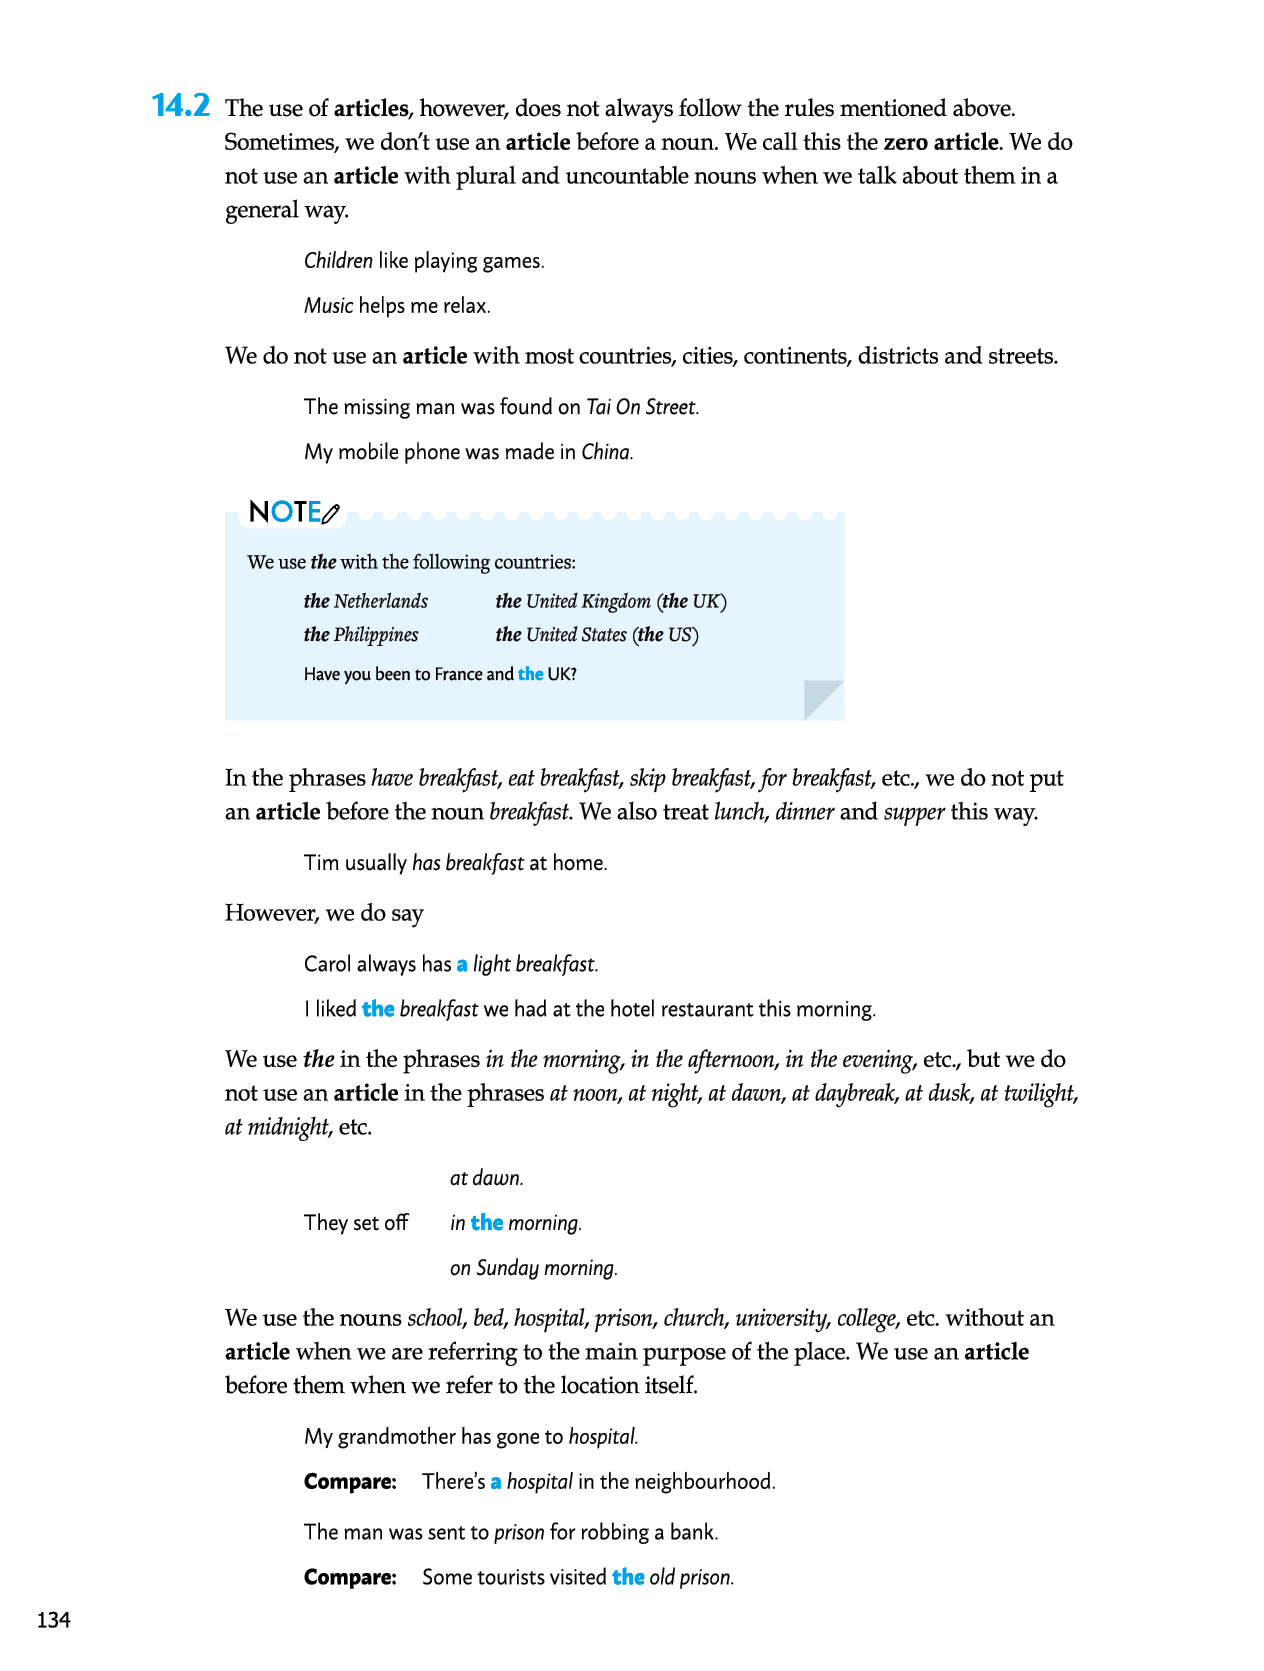 14.2 The use of articles, however, does not always follow the rules mentioned above.
Sometimes, we don't use an article before a noun. We call this the zero article. We do
not use an article with plural and uncountable nouns when we talk about them in a
general way.
Children like playing games.
Music helps me relax.
We do not use an article with most countries, cities, continents, districts and streets.
The missing man was found on Tai On Street.
My mobile phone was made in China.
NOTE
We use the with the following countries:
the Netherlands the United Kingdom (the UK)
the Philippines the United States (the US)
Have you been to France and the UK?
In the phrases have breakfast, eat breakfast, skip breakfast, for breakfast, etc., we do not put
an article before the noun breakfast. We also treat lunch, dinner and supper this way.
Tim usually has breakfast at home.
However, we do say
Carol always has a light breakfast.
I liked the breakfast we had at the hotel restaurant this morning.
We use the in the phrases in the morning, in the afternoon, in the evening, etc., but we do
not use an article in the phrases at noon, at night, at dawn, at daybreak, at dusk, at twilight,
at midnight, etc.
at dawn.
They set off in the morning.
on Sunday morning.
We use the nouns school, bed, hospital, prison, church, university, college, etc. without an
article when we are referring to the main purpose of the place. We use an article
before them when we refer to the location itself.
My grandmother has gone to hospital.
Compare: There's a hospital in the neighbourhood.
The man was sent to prison for robbing a bank.
Compare: Some tourists visited the old prison.
134